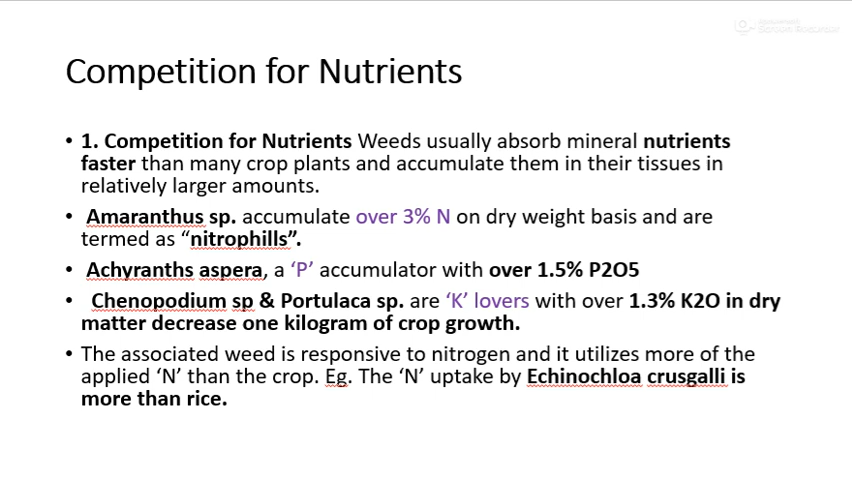 Competition for Nutrients
• 1. Competition for Nutrients Weeds usually absorb mineral nutrients
faster than many crop plants and accumulate them in their tissues in
relatively larger amounts.
• Amaranthus sp. accumulate over 3% N on dry weight basis and are
termed as “nitrophills”.
• Achyranths aspera, a ‘P’ accumulator with over 1.5% P2O5
• Chenopodium sp & Portulaca sp. are ‘K’ lovers with over 1.3% K2O in dry
matter decrease one kilogram of crop growth.
• The associated weed is responsive to nitrogen and it utilizes more of the
applied ‘N’ than the crop. Eg. The ‘N’ uptake by Echinochloa crusgalli is
more than rice.